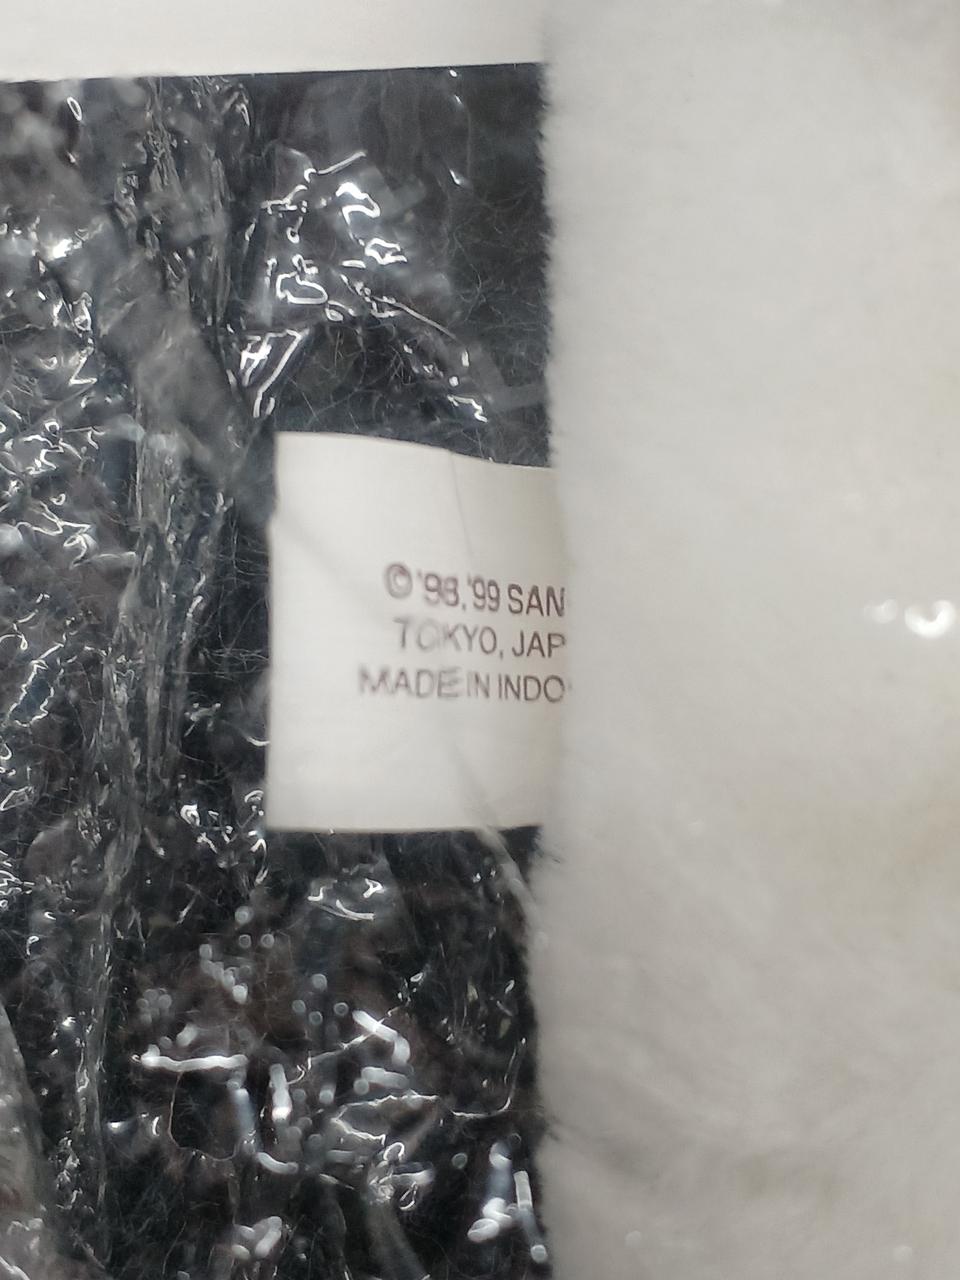 © '98, '99 SAN
TOKYO, JAP
MADE IN INDO